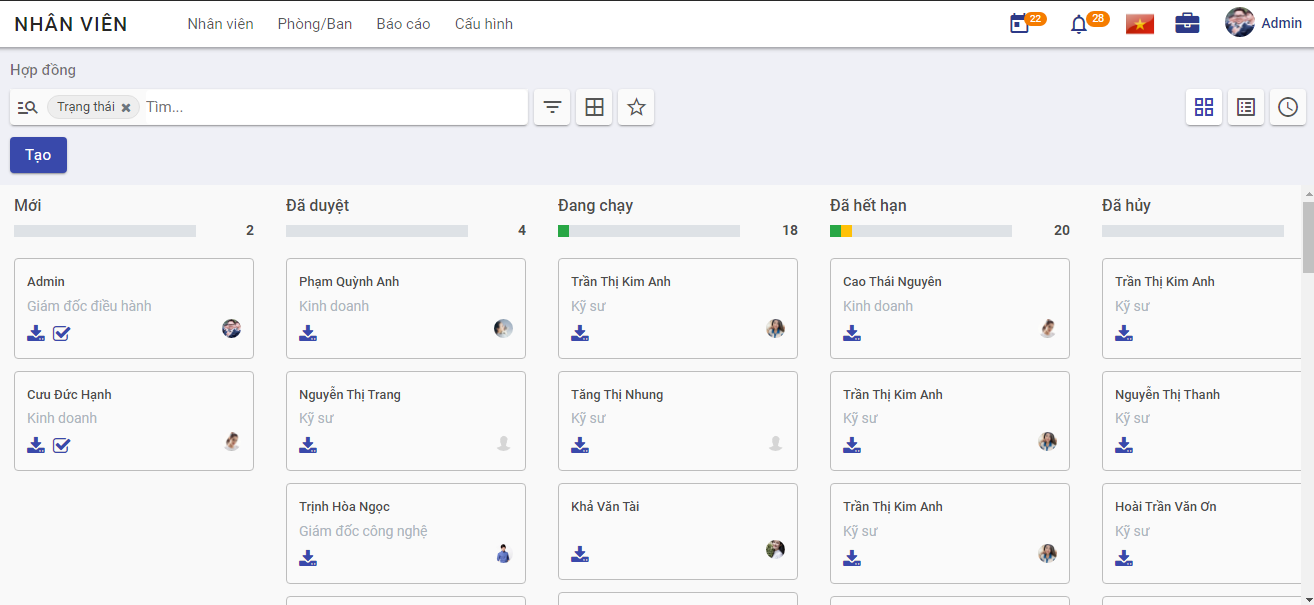 NHÂN VIÊN Nhân viên Phòng/Ban Báo cáo Cấu hình 22 28 Admin
Hợp đồng
Trạng thái Tìm...
Tạo
Mới Đã duyệt Đang chạy Đã hết hạn Đã hủy
2 4 18 20
Admin Phạm Quỳnh Anh Trần Thị Kim Anh Cao Thái Nguyên Trần Thị Kim Anh
Giám đốc điều hành Kinh doanh Kỹ sư Kinh doanh Kỹ sư
Cưu Đức Hạnh Nguyễn Thị Trang Tăng Thị Nhung Trần Thị Kim Anh Nguyễn Thị Thanh
Kinh doanh Kỹ sư Kỹ sư Kỹ sư Kỹ sư
Trịnh Hòa Ngọc Khả Văn Tài Trần Thị Kim Anh Hoài Trần Văn Ơn
Giám đốc công nghệ Kỹ sư Kỹ sư